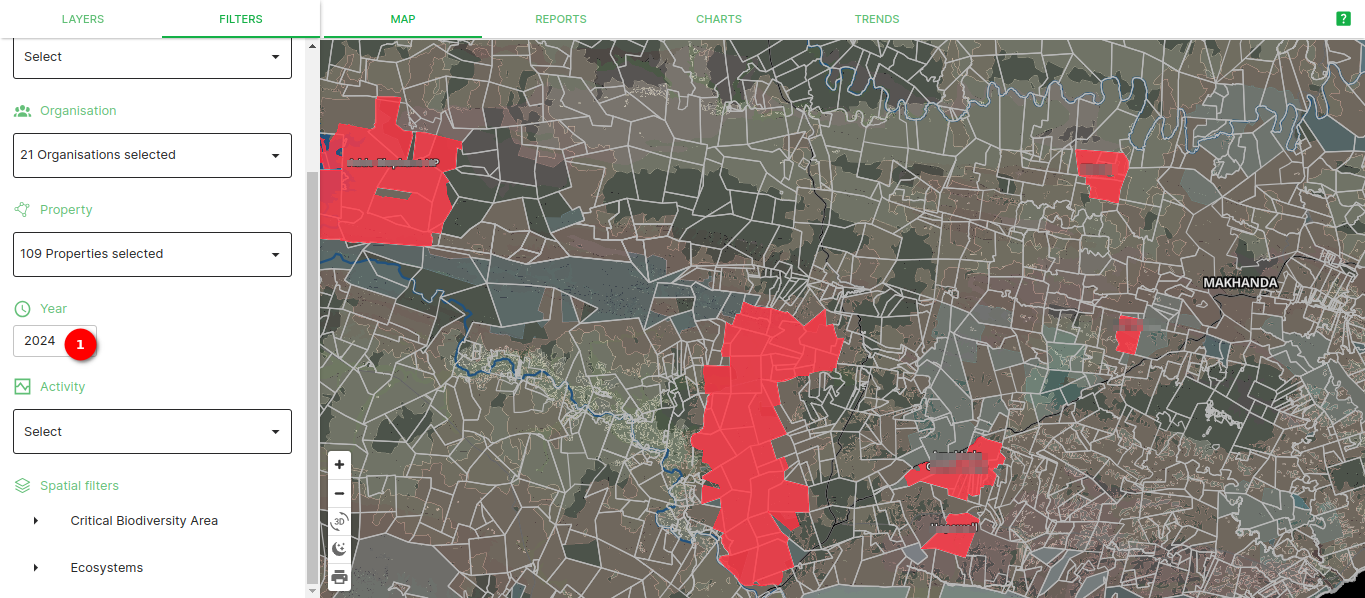 LAYERS
FILTERS
MAP
REPORTS
CHARTS
TRENDS
?
Select
Organisation
21 Organisations selected
Property
109 Properties selected
Year
2024
1
Activity
Select
Spatial filters
Critical Biodiversity Area
Ecosystems
MAKHANDA
+
−
3D